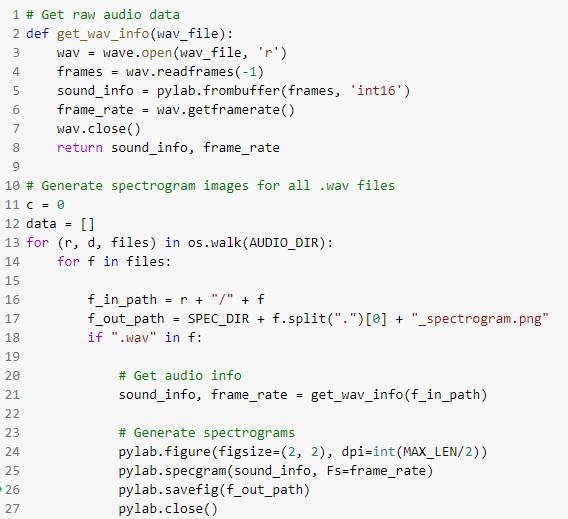 1 # Get raw audio data
2 def get_wav_info(wav_file):
3     wav = wave.open(wav_file, 'r')
4     frames = wav.readframes(-1)
5     sound_info = pylab.frombuffer(frames, 'int16')
6     frame_rate = wav.getframerate()
7     wav.close()
8     return sound_info, frame_rate
9
10 # Generate spectrogram images for all .wav files
11 c = 0
12 data = []
13 for (r, d, files) in os.walk(AUDIO_DIR):
14     for f in files:
15
16         f_in_path = r + "/" + f
17         f_out_path = SPEC_DIR + f.split(".")[0] + "_spectrogram.png"
18         if ".wav" in f:
19
20             # Get audio info
21             sound_info, frame_rate = get_wav_info(f_in_path)
22
23             # Generate spectrograms
24             pylab.figure(figsize=(2, 2), dpi=int(MAX_LEN/2))
25             pylab.specgram(sound_info, Fs=frame_rate)
26             pylab.savefig(f_out_path)
27             pylab.close()